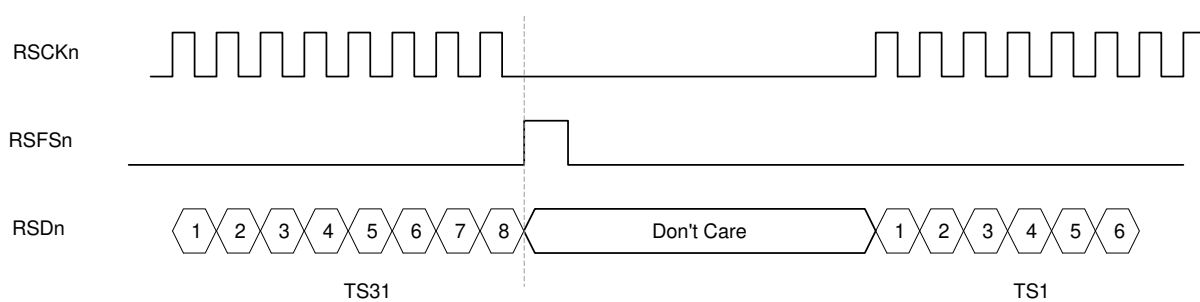 RSCKn
RSFSn
RSDn 1 2 3 4 5 6 7 8 Don't Care 1 2 3 4 5 6
TS31 TS1